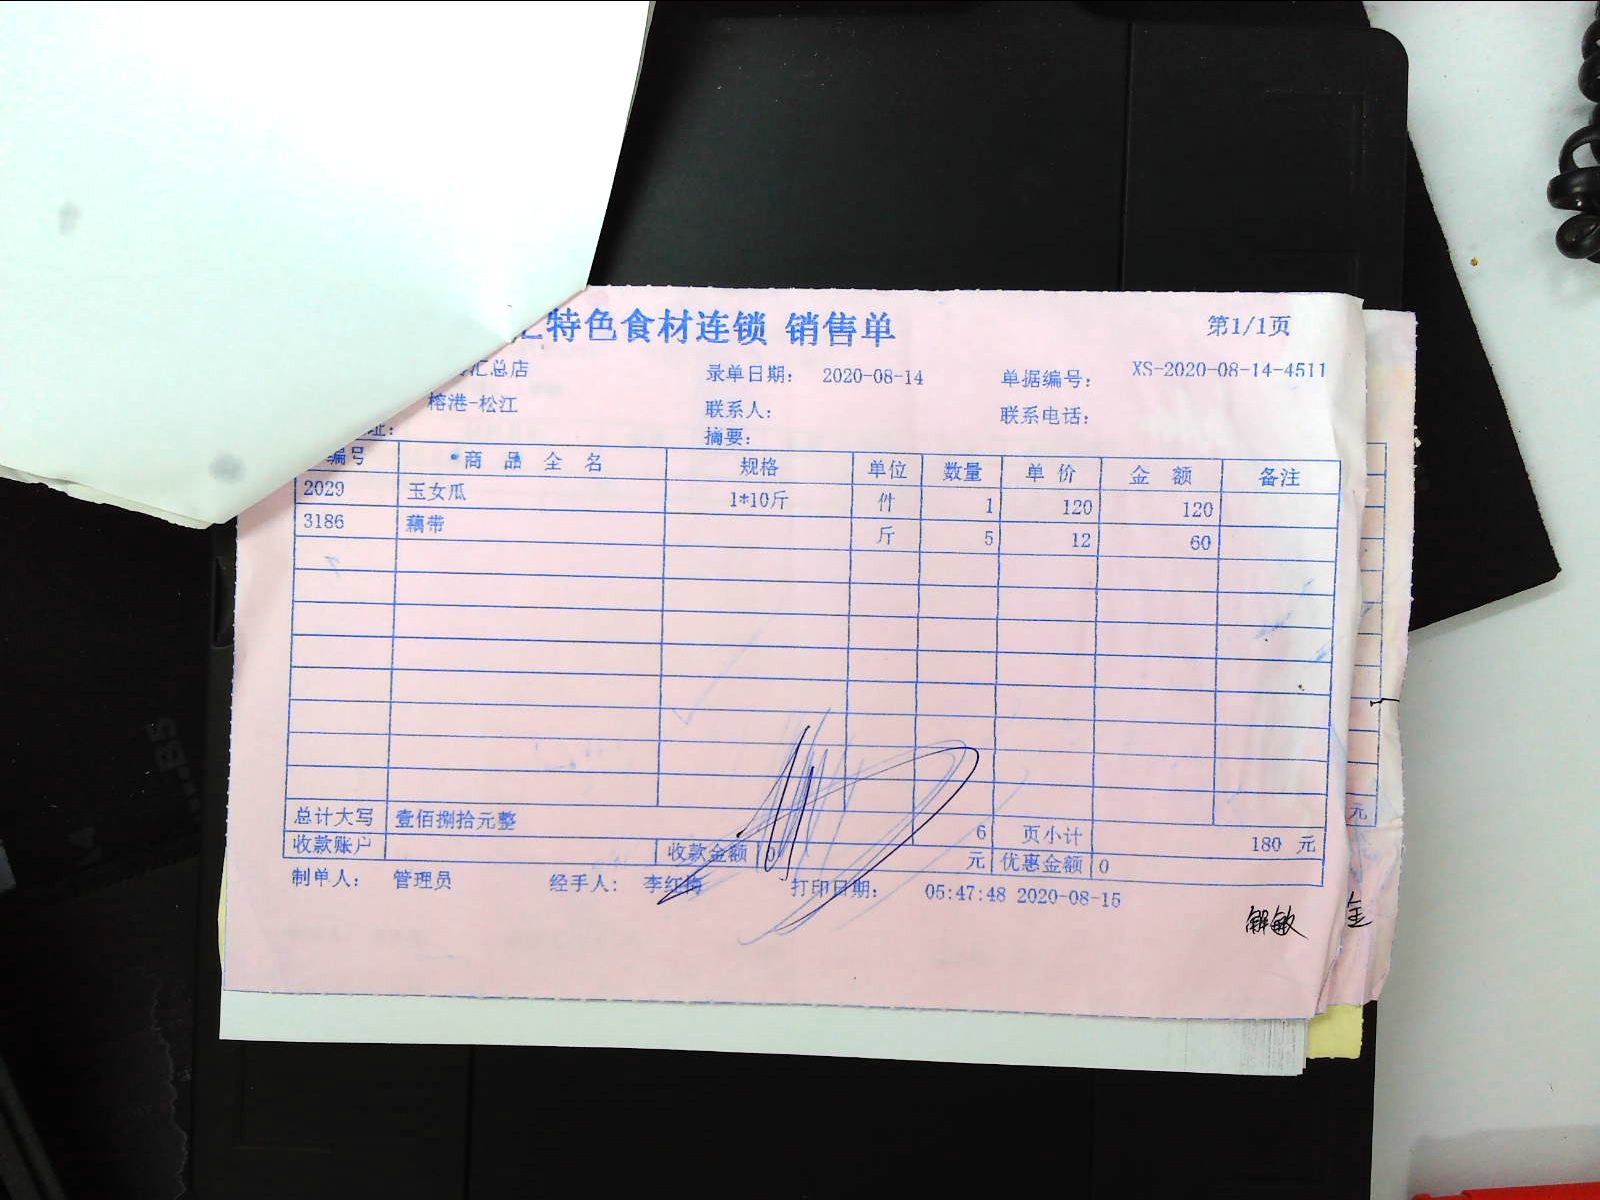 汇特色食材连锁 销售单 第1/1页
汇总店 录单日期： 2020-08-14 单据编号： XS-2020-08-14-4511
榕港-松江 联系人： 联系电话：
址： 摘要：
编号 商品全名 规格 单位 数量 单价 金额 备注
2029 玉女瓜 1*10斤 件 1 120 120
3186 藕带 斤 5 12 60
总计大写 壹佰捌拾元整 6 页小计 180 元
收款账户 收款金额 0 元 优惠金额 0
制单人： 管理员 经手人： 李红梅 打印日期： 05:47:48 2020-08-15
解敏
元